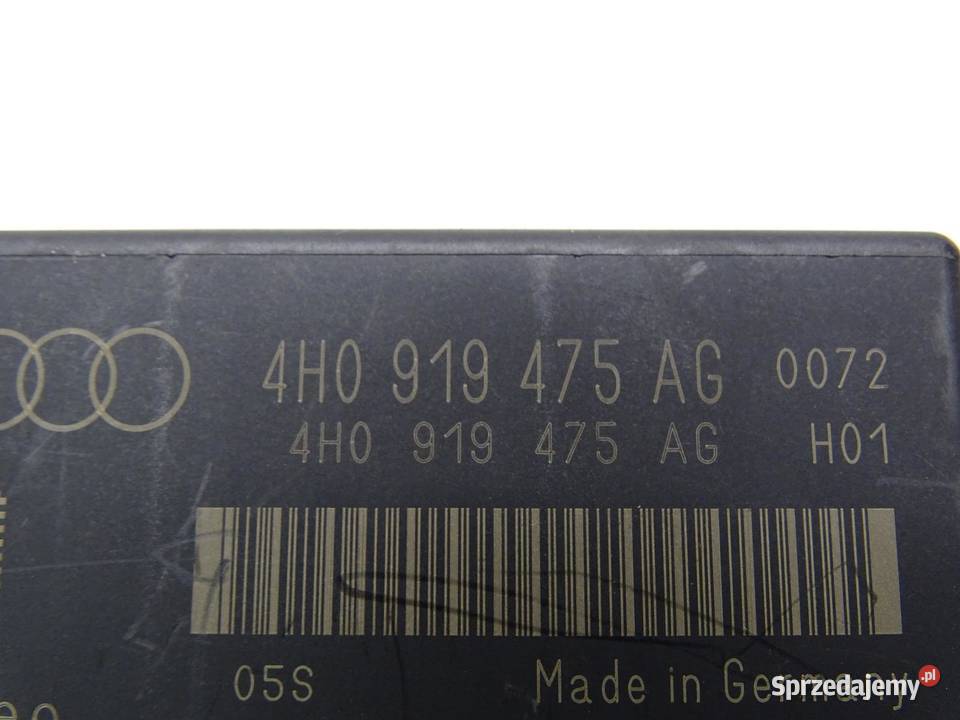 4H0 919 475 AG 0072
4H0 919 475 AG H01
05S Made in Germany
Sprzedajemy.pl